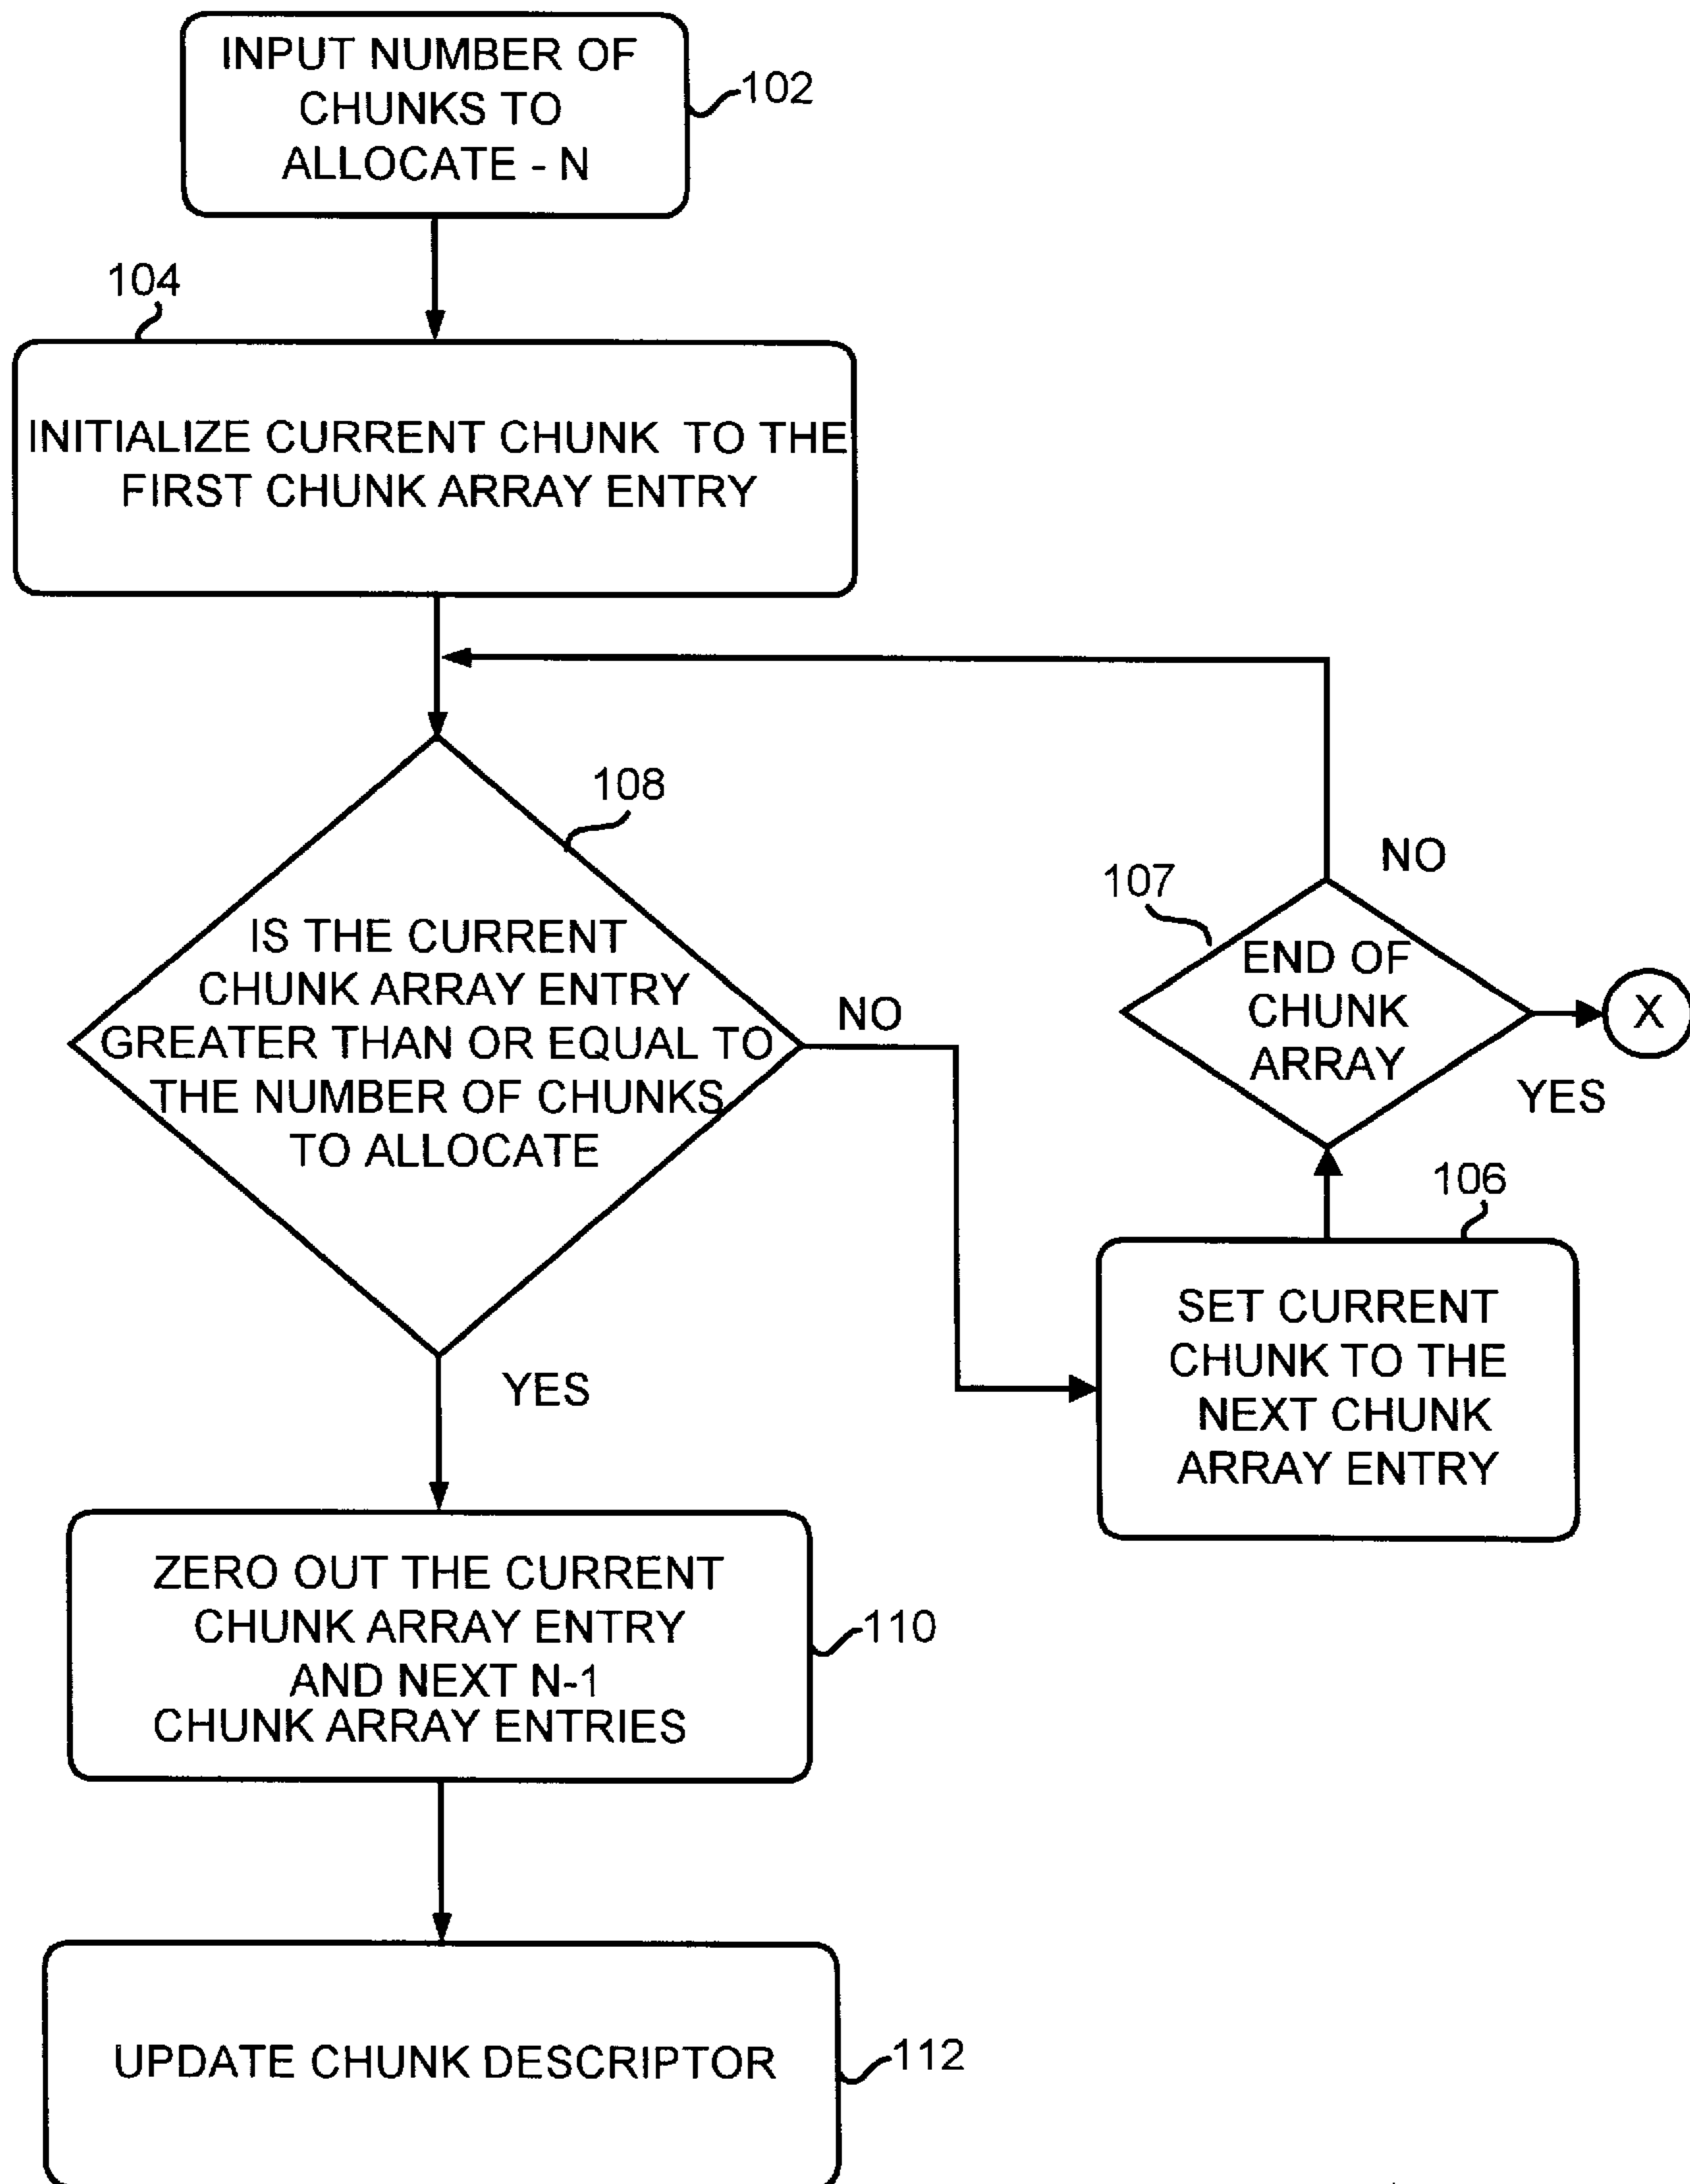 INPUT NUMBER OF
CHUNKS TO
ALLOCATE - N
102
104
INITIALIZE CURRENT CHUNK TO THE
FIRST CHUNK ARRAY ENTRY
108
IS THE CURRENT
CHUNK ARRAY ENTRY
GREATER THAN OR EQUAL TO
THE NUMBER OF CHUNKS
TO ALLOCATE
NO
YES
107
END OF
CHUNK
ARRAY
NO
YES
X
106
SET CURRENT
CHUNK TO THE
NEXT CHUNK
ARRAY ENTRY
ZERO OUT THE CURRENT
CHUNK ARRAY ENTRY
AND NEXT N-1
CHUNK ARRAY ENTRIES
110
UPDATE CHUNK DESCRIPTOR
112